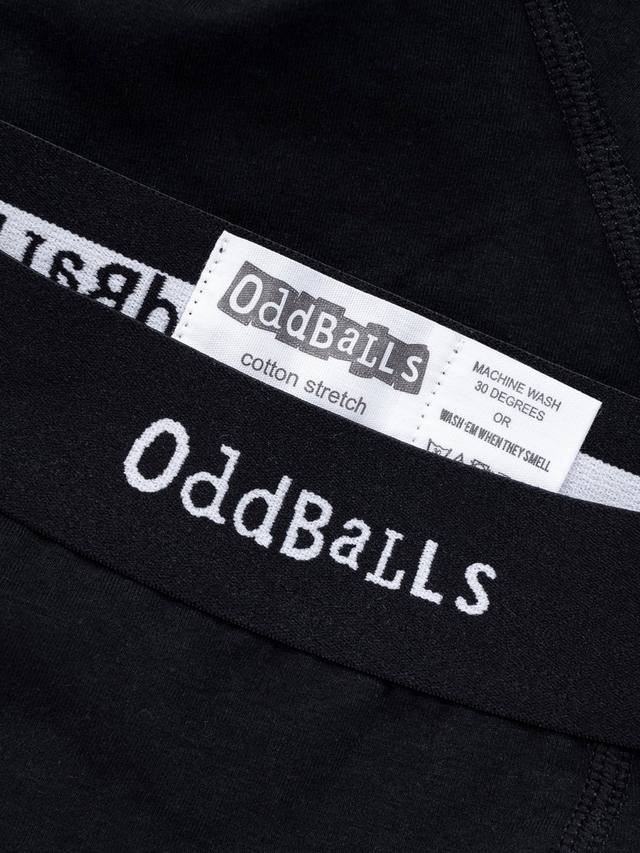 OddBaLLs
cotton stretch
MACHINE WASH
30 DEGREES
OR
WASH 'EM WHEN THEY SMELL
OddBaLLs